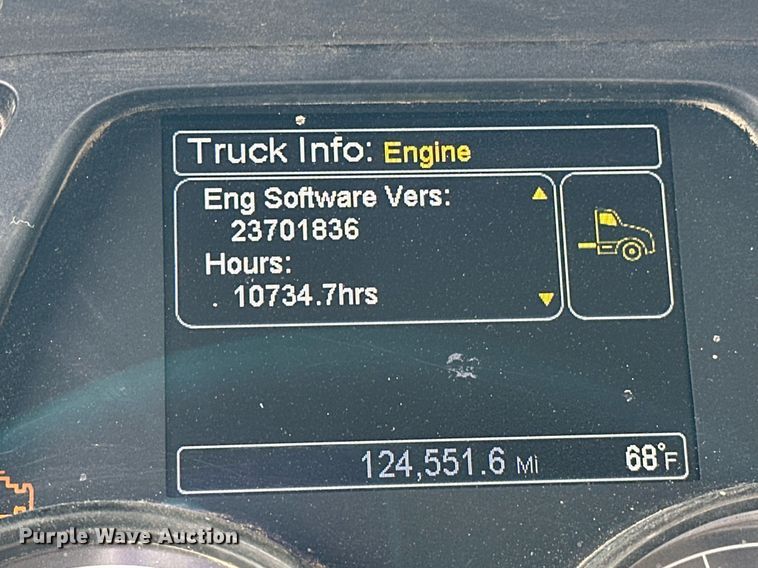 Truck Info: Engine
Eng Software Vers:
23701836
Hours:
. 10734.7hrs
124,551.6 Mi
68°F
Purple Wave Auction